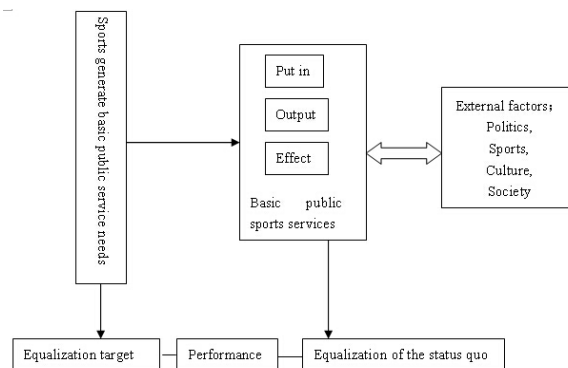 Sports generate basic public service needs
Put in
Output
Effect
Basic public
sports services
External factors;
Politics,
Sports,
Culture,
Society
Equalization target
Performance
Equalization of the status quo